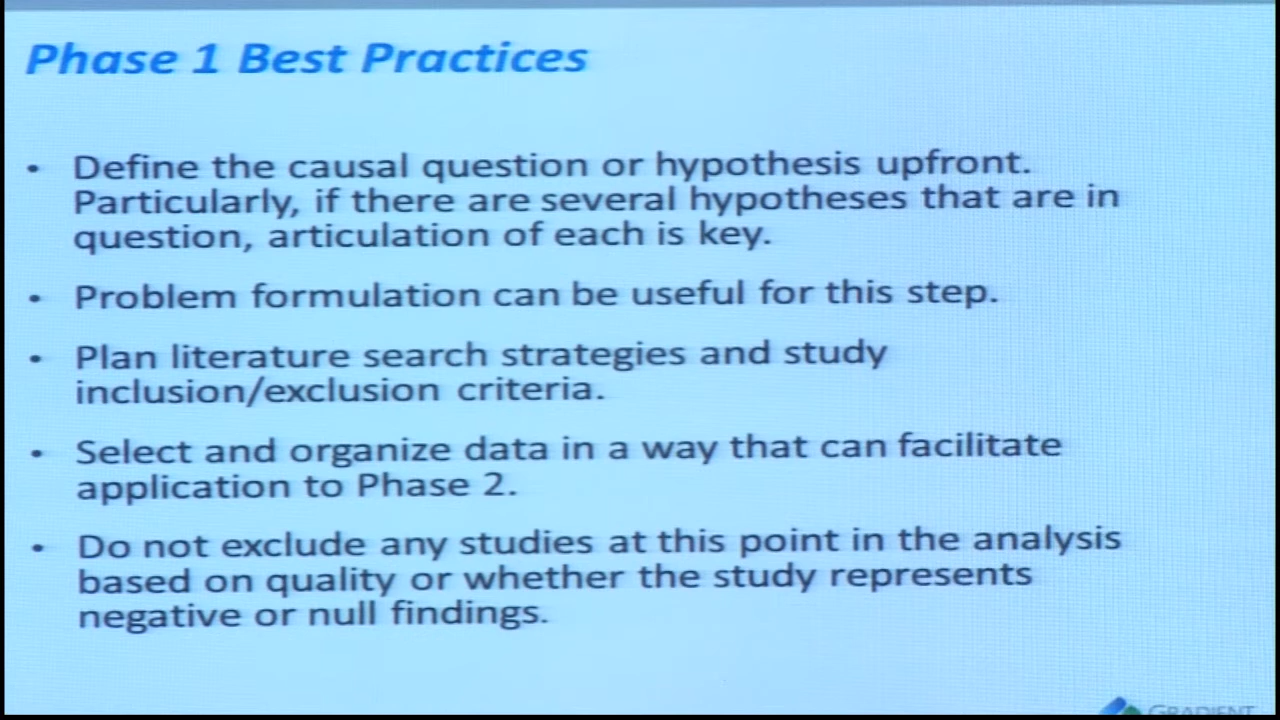 Phase 1 Best Practices
• Define the causal question or hypothesis upfront.
Particularly, if there are several hypotheses that are in
question, articulation of each is key.
• Problem formulation can be useful for this step.
• Plan literature search strategies and study
inclusion/exclusion criteria.
• Select and organize data in a way that can facilitate
application to Phase 2.
• Do not exclude any studies at this point in the analysis
based on quality or whether the study represents
negative or null findings.
GRADIENT